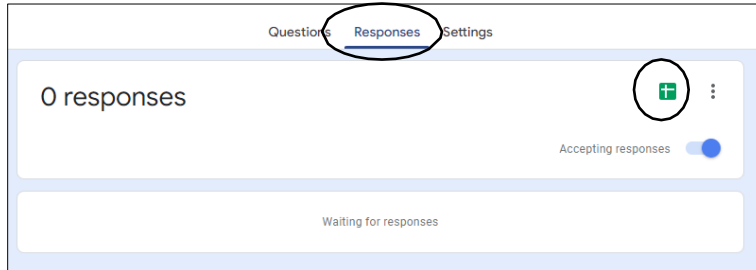 Questions Responses Settings
0 responses
Accepting responses
Waiting for responses